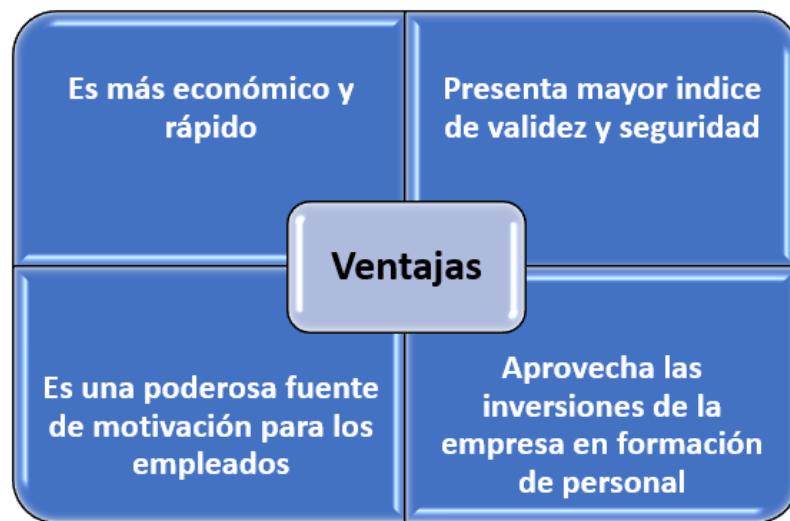 Es más económico y
rápido
Presenta mayor indice
de validez y seguridad
Ventajas
Es una poderosa fuente
de motivación para los
empleados
Aprovecha las
inversiones de la
empresa en formación
de personal